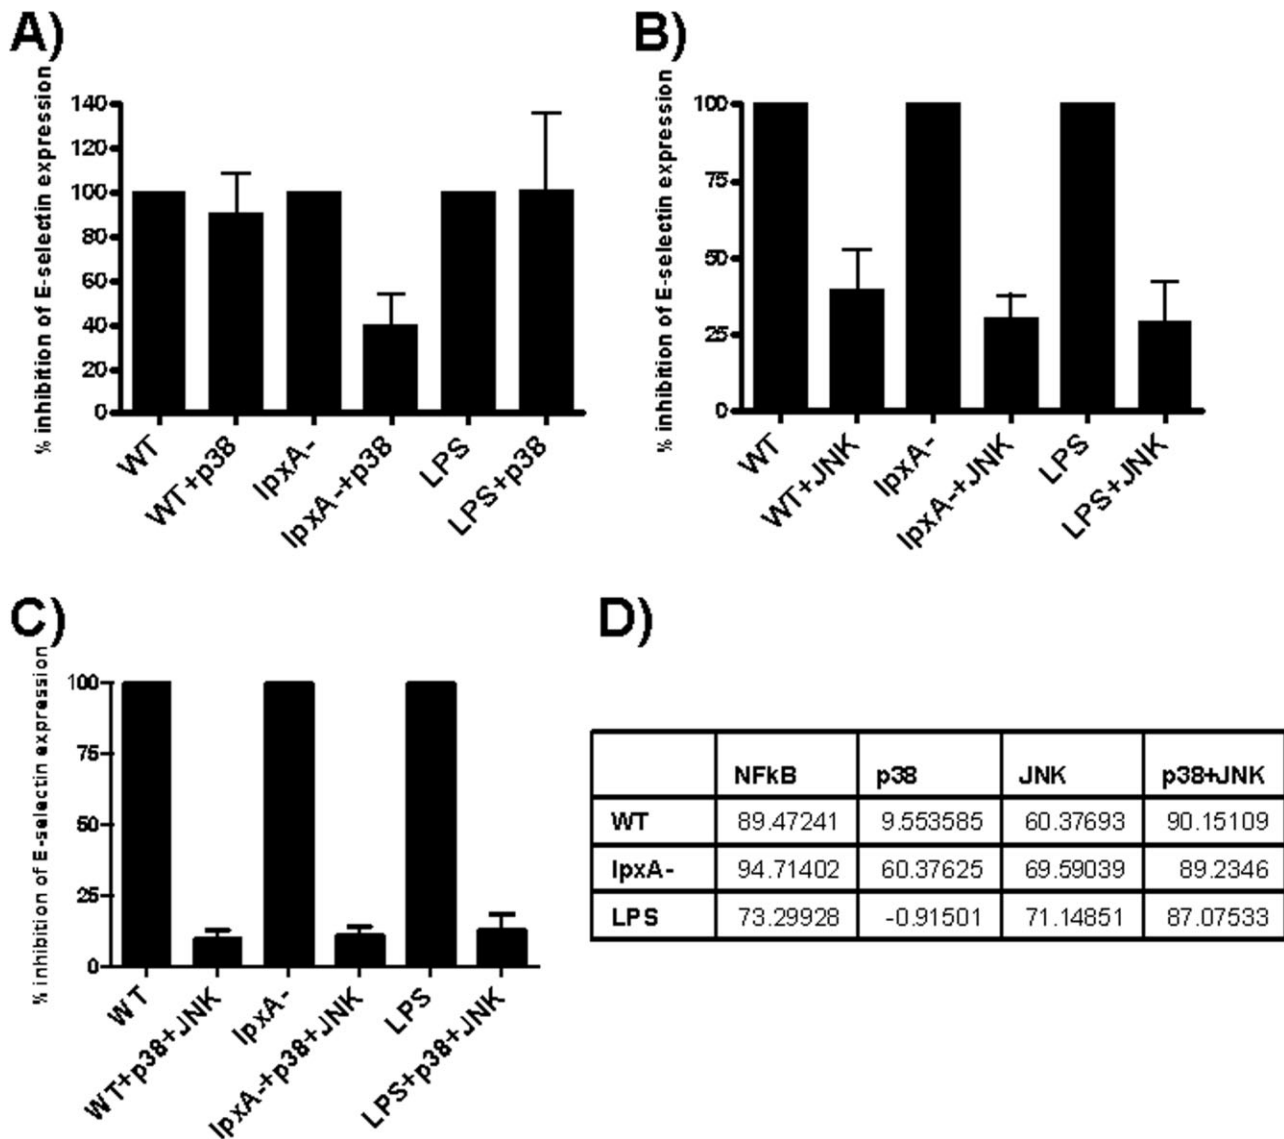 A)
% inhibition of E-selectin expression
140
120
100
80
60
40
20
0
WT
WT+p38
lpxA-
lpxA-+p38
LPS
LPS+p38
B)
% inhibition of E-selectin expression
100
75
50
25
0
WT
WT+JNK
lpxA-
lpxA-+JNK
LPS
LPS+JNK
C)
% inhibition of E-selectin expression
100
75
50
25
0
WT
WT+p38+JNK
lpxA-
lpxA-+p38+JNK
LPS
LPS+p38+JNK
D)
NFkB p38 JNK p38+JNK
WT 89.47241 9.553585 60.37693 90.15109
lpxA- 94.71402 60.37625 69.59039 89.2346
LPS 73.29928 -0.91501 71.14851 87.07533